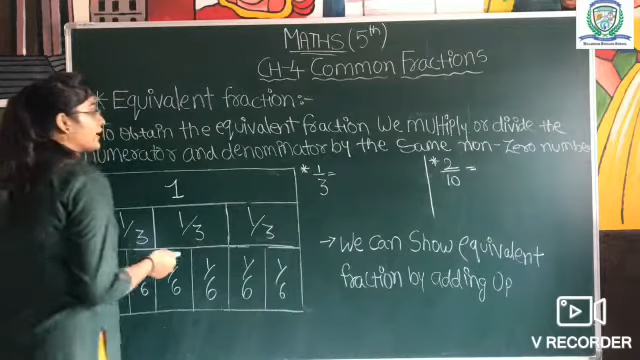 MATHS (5th)
CH-4 Common Fractions
* Equivalent fraction:-
To obtain the equivalent fraction We multiply or divide the
numerator and denominator by the Same non-Zero number
1
* 1/3 =
* 2/10 =
1/3 1/3 1/3
1/6 1/6 1/6 1/6 1/6
→ We can Show equivalent
fraction by adding Op
V RECORDER